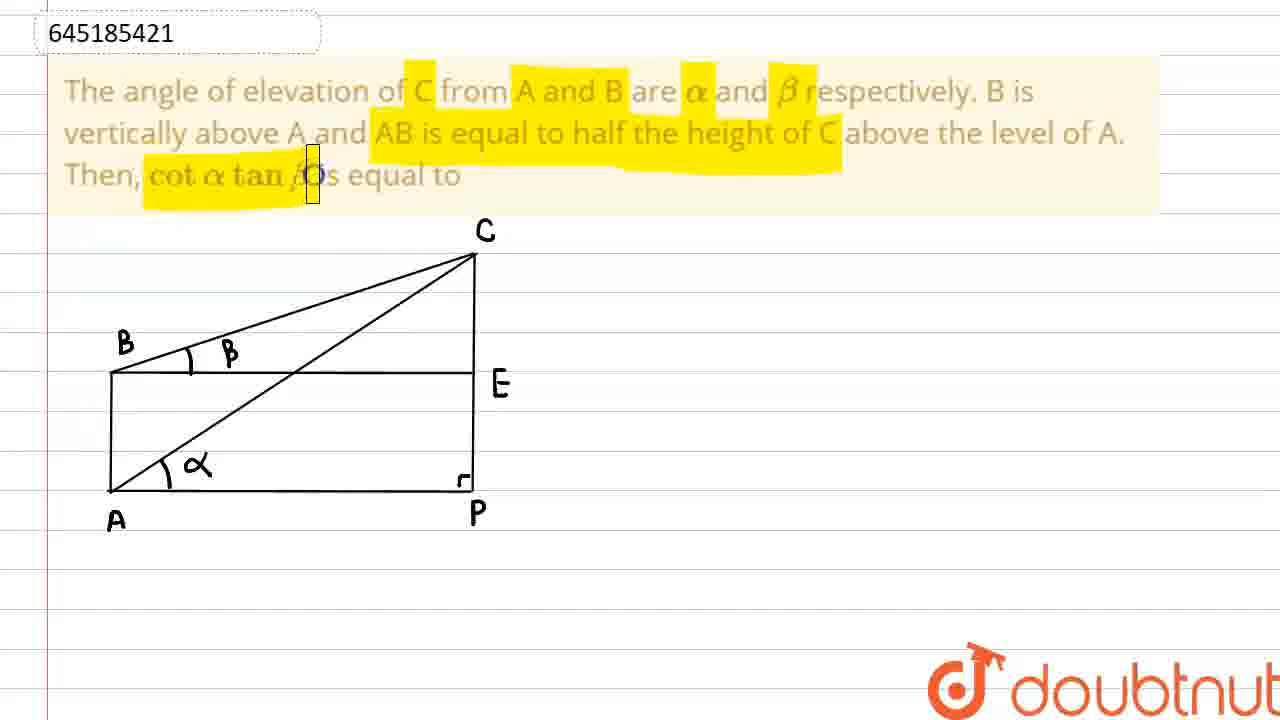 645185421
The angle of elevation of C from A and B are α and β respectively. B is
vertically above A and AB is equal to half the height of C above the level of A.
Then, cot α tan is equal to
C
B
β
E
α
A
P
doubtnut